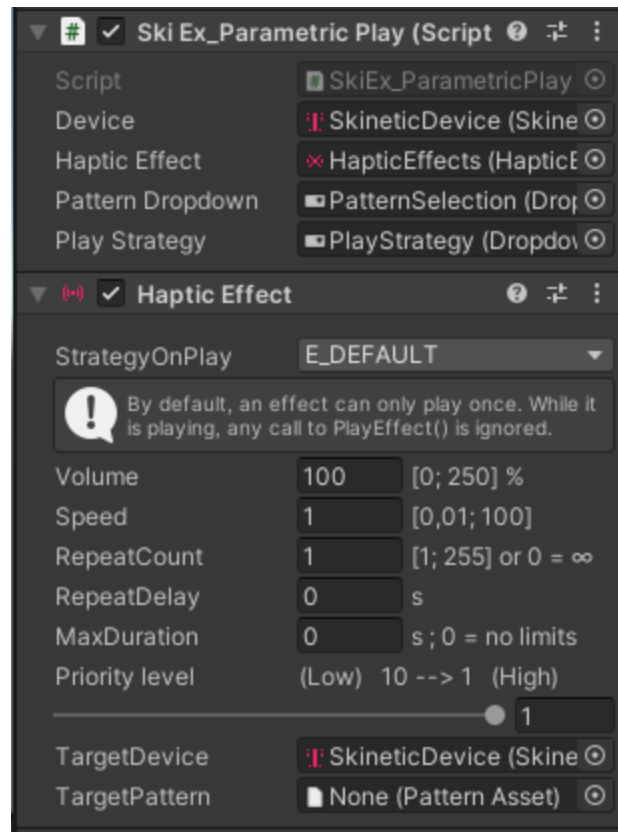 # Ski Ex_Parametric Play (Script
Script # SkiEx_ParametricPlay
Device SkineticDevice (Skine
Haptic Effect HapticEffects (HapticE
Pattern Dropdown PatternSelection (Drop
Play Strategy PlayStrategy (Dropdow
Haptic Effect
StrategyOnPlay E_DEFAULT
By default, an effect can only play once. While it
is playing, any call to PlayEffect() is ignored.
Volume 100 [0; 250] %
Speed 1 [0,01; 100]
RepeatCount 1 [1; 255] or 0 = ∞
RepeatDelay 0 s
MaxDuration 0 s ; 0 = no limits
Priority level (Low) 10 --> 1 (High)
1
TargetDevice SkineticDevice (Skine
TargetPattern None (Pattern Asset)